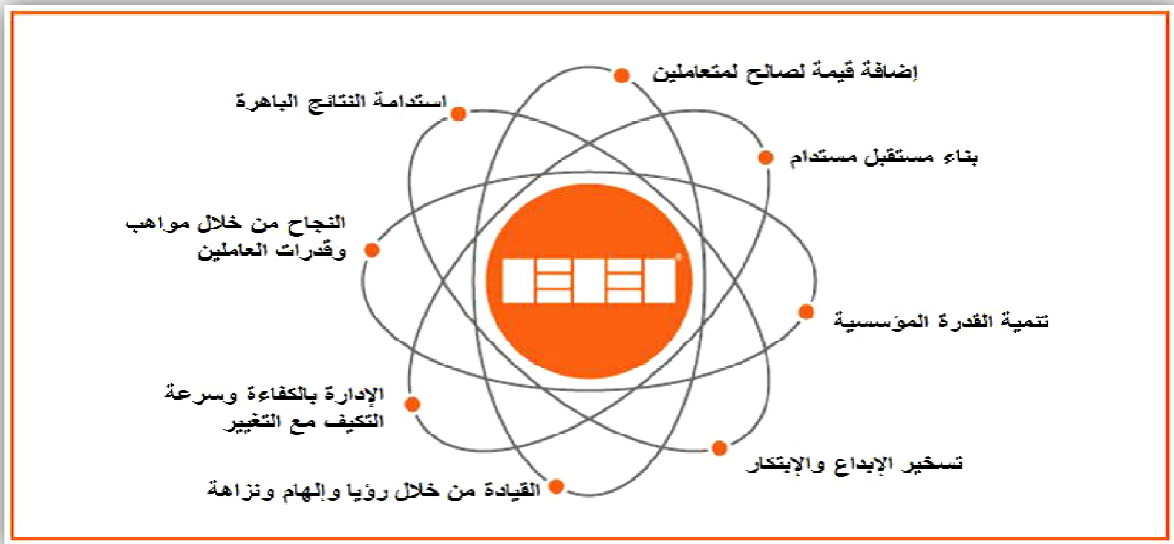 إضافة قيمة لصالح لمتعاملين
استدامة النتائج الباهرة
بناء مستقبل مستدام
النجاح من خلال مواهب
وقدرات العاملين
تنمية القدرة المؤسسية
الإدارة بالكفاءة وسرعة
التكيف مع التغيير
تسخير الإبداع والإبتكار
القيادة من خلال رؤيا وإلهام ونزاهة